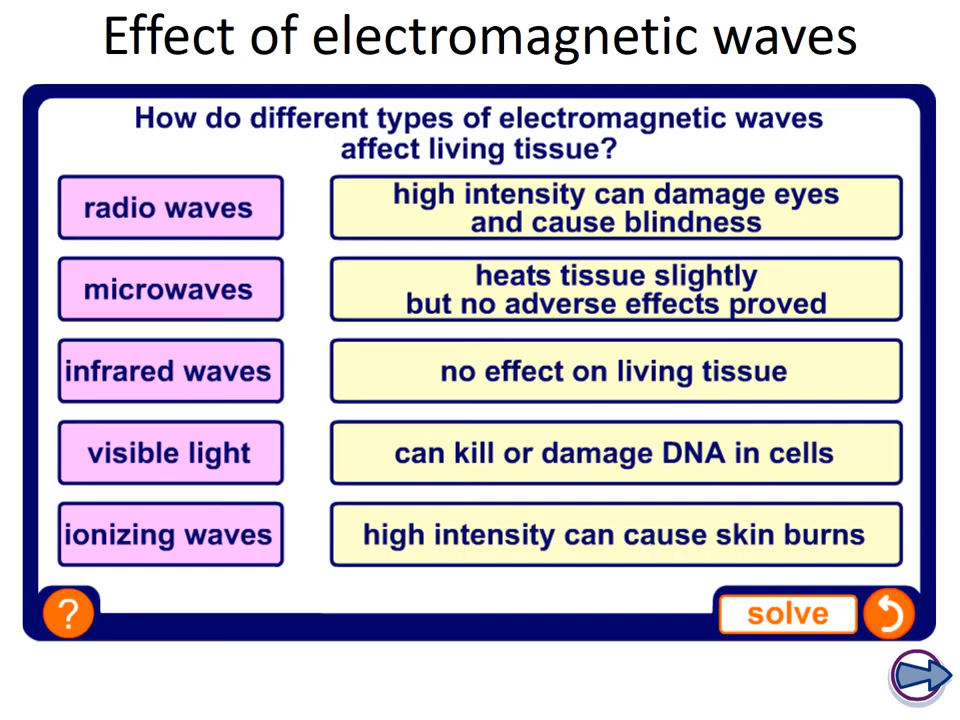 Effect of electromagnetic waves
How do different types of electromagnetic waves
affect living tissue?
radio waves
high intensity can damage eyes
and cause blindness
microwaves
heats tissue slightly
but no adverse effects proved
infrared waves
no effect on living tissue
visible light
can kill or damage DNA in cells
ionizing waves
high intensity can cause skin burns
?
solve